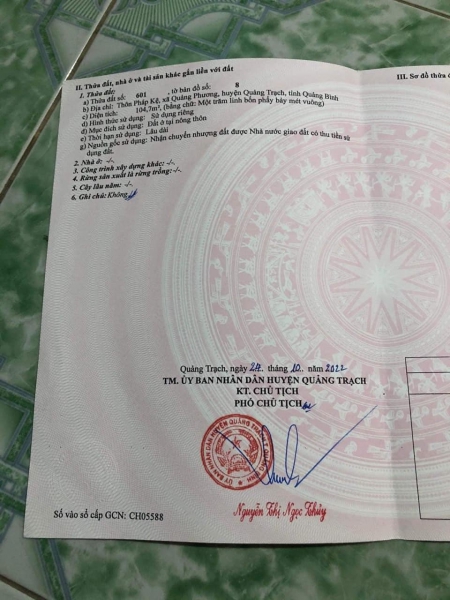 II. Thửa đất, nhà ở và tài sản khác gắn liền với đất
III. Sơ đồ thửa
1. Thửa đất:
a) Thửa đất số: 601 , tờ bản đồ số: 8
b) Địa chỉ: Thôn Pháp Kệ, xã Quảng Phương, huyện Quảng Trạch, tỉnh Quảng Bình
c) Diện tích: 104,7m², (bằng chữ: Một trăm linh bốn phẩy bảy mét vuông)
d) Hình thức sử dụng: Sử dụng riêng
đ) Mục đích sử dụng: Đất ở tại nông thôn
e) Thời hạn sử dụng: Lâu dài
g) Nguồn gốc sử dụng: Nhận chuyển nhượng đất được Nhà nước giao đất có thu tiền sử
dụng đất.
2. Nhà ở: -/-
3. Công trình xây dựng khác: -/-
4. Rừng sản xuất là rừng trồng: -/-
5. Cây lâu năm: -/-
6. Ghi chú: Không
Quảng Trạch, ngày 24 tháng 10 năm 2022
TM. ỦY BAN NHÂN DÂN HUYỆN QUẢNG TRẠCH
KT. CHỦ TỊCH
PHÓ CHỦ TỊCH
Nguyễn Thị Ngọc Thủy
Số vào sổ cấp GCN: CH05588